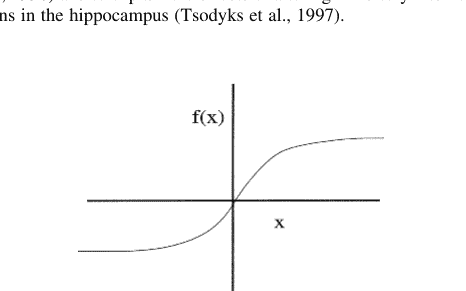 ns in the hippocampus (Tsodyks et al., 1997).
f(x)
x